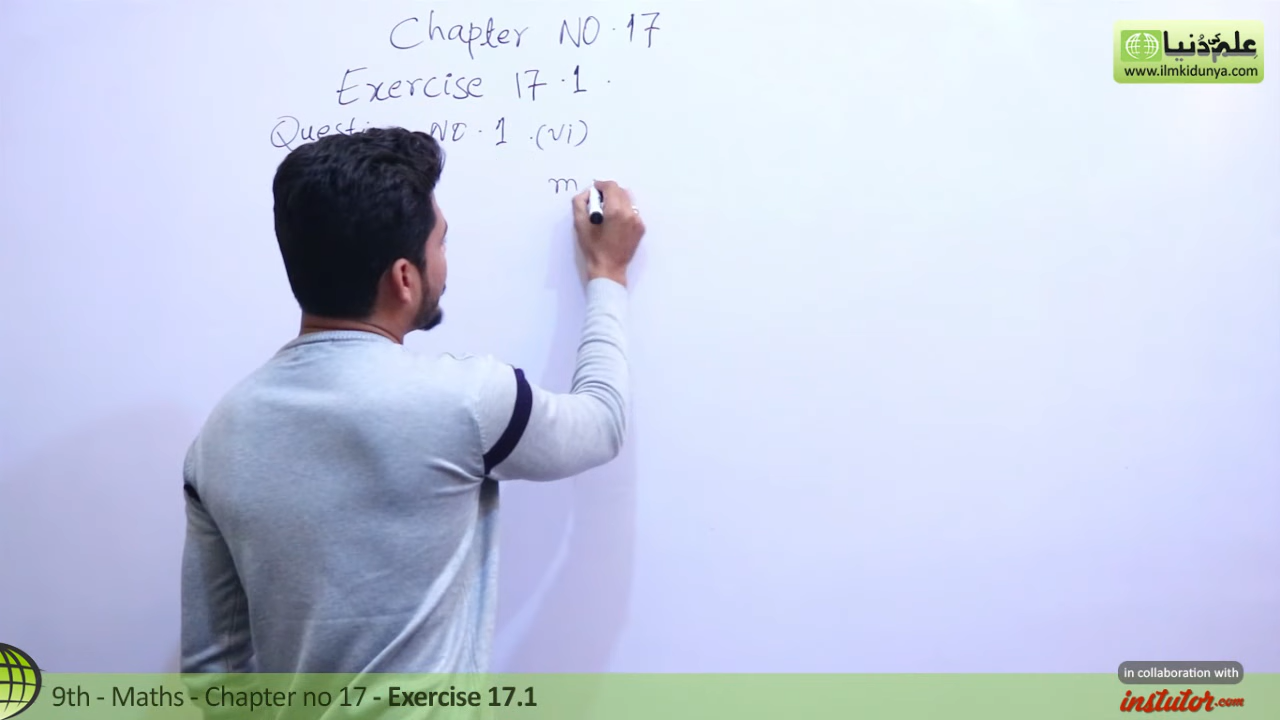 Chapter NO. 17
Exercise 17.1.
NO. 1 .(vi)
m
علم کی دُنیا
www.ilmkidunya.com
in collaboration with
instutor.com
9th - Maths - Chapter no 17 - Exercise 17.1